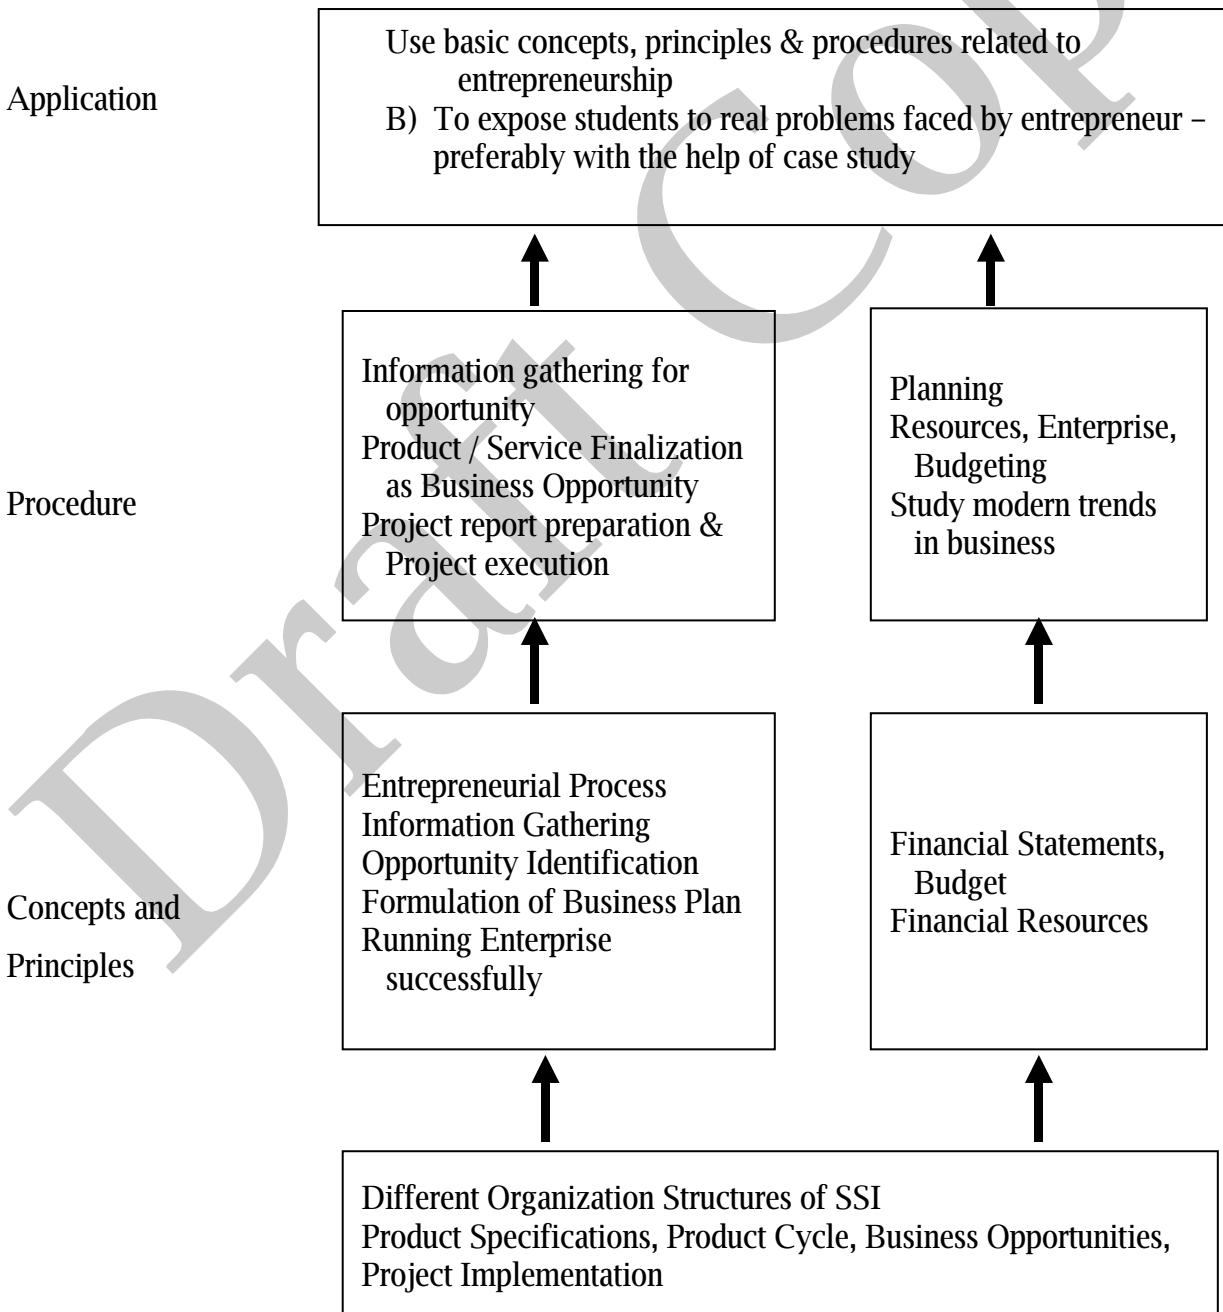 Application
Use basic concepts, principles & procedures related to
entrepreneurship
B) To expose students to real problems faced by entrepreneur –
preferably with the help of case study
Procedure
Information gathering for
opportunity
Product / Service Finalization
as Business Opportunity
Project report preparation &
Project execution
Planning
Resources, Enterprise,
Budgeting
Study modern trends
in business
Concepts and
Principles
Entrepreneurial Process
Information Gathering
Opportunity Identification
Formulation of Business Plan
Running Enterprise
successfully
Financial Statements,
Budget
Financial Resources
Different Organization Structures of SSI
Product Specifications, Product Cycle, Business Opportunities,
Project Implementation
Draft Cop